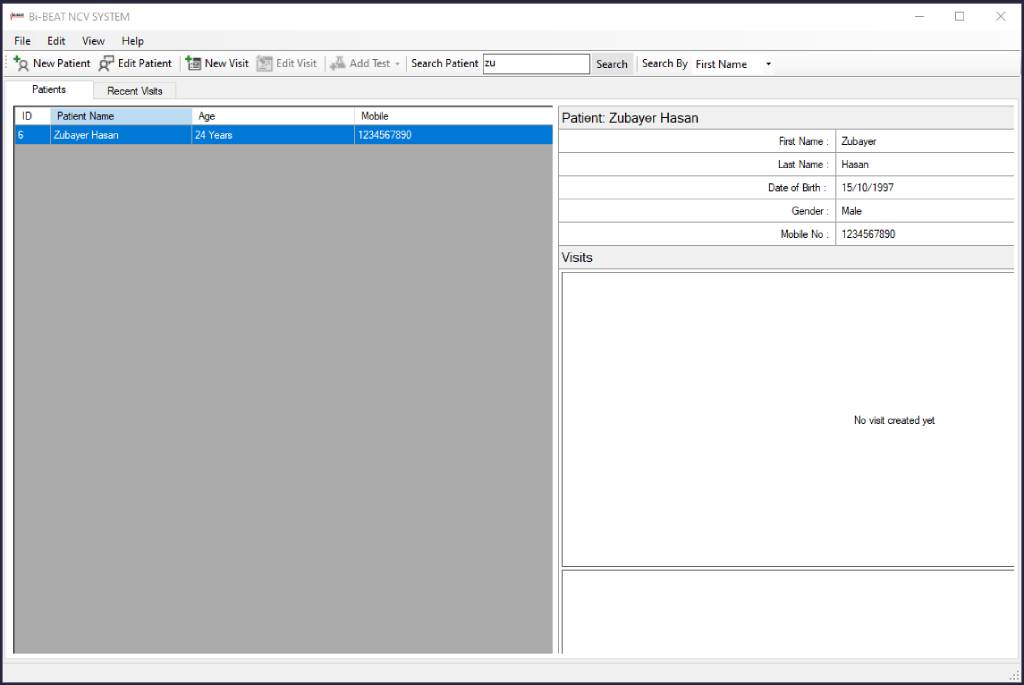 Bi-BEAT NCV SYSTEM
File Edit View Help
New Patient Edit Patient New Visit Edit Visit Add Test Search Patient zu Search Search By First Name
Patients Recent Visits
ID Patient Name Age Mobile
6 Zubayer Hasan 24 Years 1234567890
Patient: Zubayer Hasan
First Name : Zubayer
Last Name : Hasan
Date of Birth : 15/10/1997
Gender : Male
Mobile No : 1234567890
Visits
No visit created yet